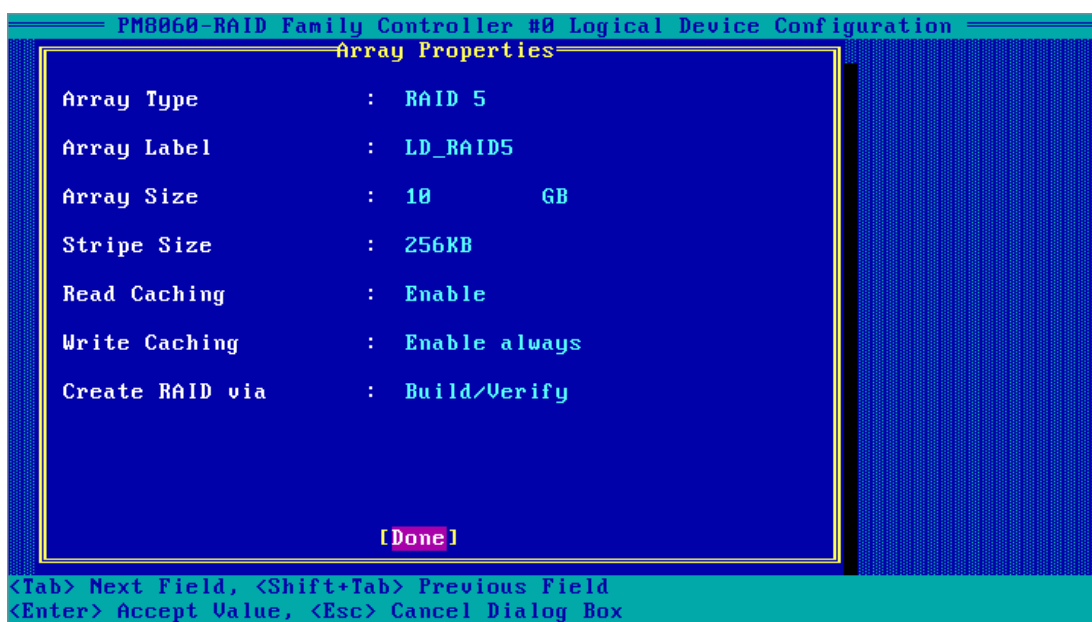 PM8060-RAID Family Controller #0 Logical Device Configuration
Array Properties
Array Type : RAID 5
Array Label : LD_RAID5
Array Size : 10 GB
Stripe Size : 256KB
Read Caching : Enable
Write Caching : Enable always
Create RAID via : Build/Verify
[Done]
<Tab> Next Field, <Shift+Tab> Previous Field
<Enter> Accept Value, <Esc> Cancel Dialog Box